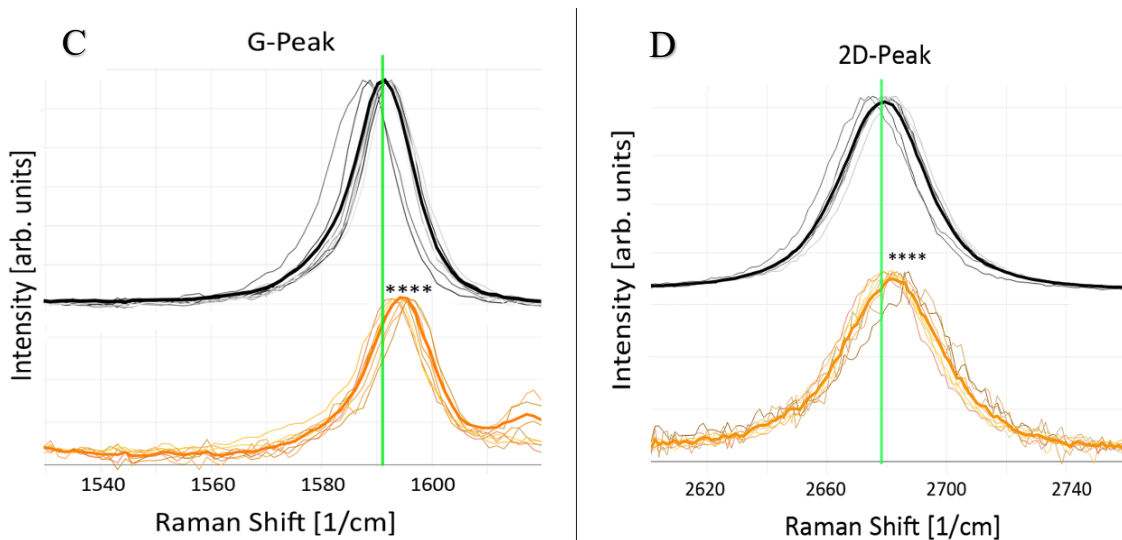 C
G-Peak
Intensity [arb. units]
****
1540 1560 1580 1600
Raman Shift [1/cm]
D
2D-Peak
Intensity [arb. units]
****
2620 2660 2700 2740
Raman Shift [1/cm]